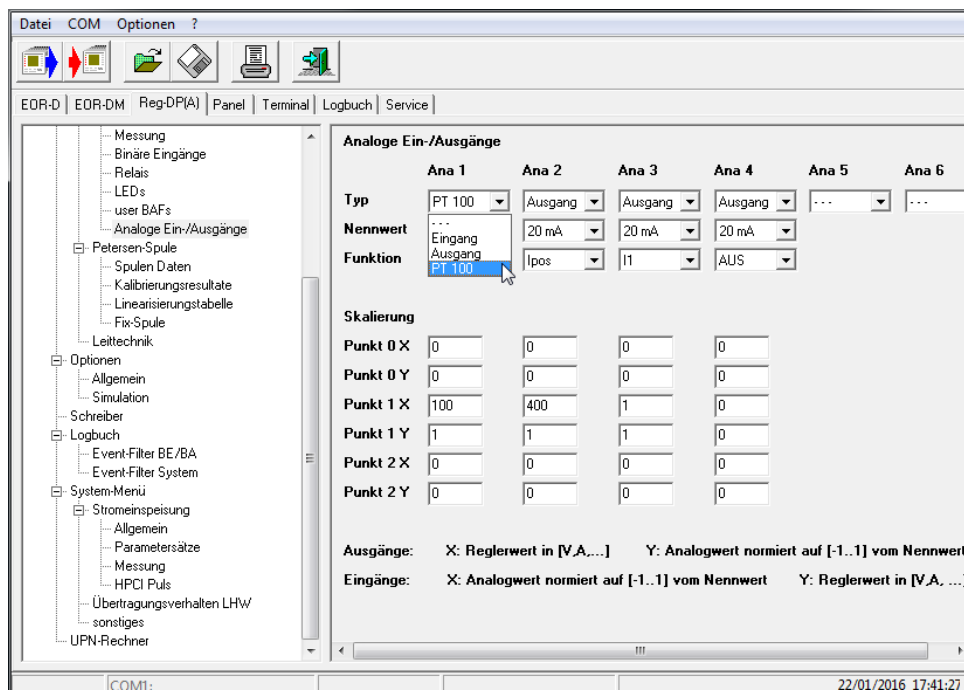 Datei COM Optionen ?
EOR-D EOR-DM Reg-DP(A) Panel Terminal Logbuch Service
Messung
Binäre Eingänge
Relais
LEDs
user BAFs
Analoge Ein-/Ausgänge
Petersen-Spule
Spulen Daten
Kalibrierungsresultate
Linearisierungstabelle
Fix-Spule
Leittechnik
Optionen
Allgemein
Simulation
Schreiber
Logbuch
Event-Filter BE/BA
Event-Filter System
System-Menü
Stromeinspeisung
Allgemein
Parametersätze
Messung
HPCI Puls
Übertragungsverhalten LHW
sonstiges
UPN-Rechner
Analoge Ein-/Ausgänge
Ana 1 Ana 2 Ana 3 Ana 4 Ana 5 Ana 6
Typ PT 100 Ausgang Ausgang Ausgang --- ---
---
Eingang
Ausgang
PT 100
Nennwert 20 mA 20 mA 20 mA
Funktion Ipos I1 AUS
Skalierung
Punkt 0 X 0 0 0 0
Punkt 0 Y 0 0 0 0
Punkt 1 X 100 400 1 0
Punkt 1 Y 1 1 1 0
Punkt 2 X 0 0 0 0
Punkt 2 Y 0 0 0 0
Ausgänge: X: Reglerwert in [V,A,...] Y: Analogwert normiert auf [-1..1] vom Nennwert
Eingänge: X: Analogwert normiert auf [-1..1] vom Nennwert Y: Reglerwert in [V,A, ...]
COM1: 22/01/2016 17:41:27